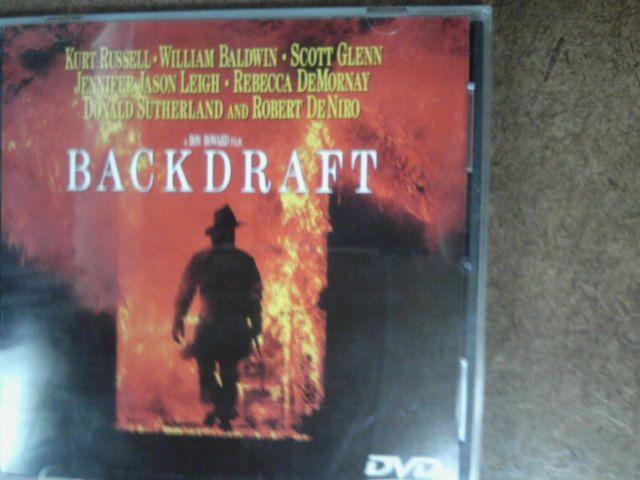 KURT RUSSELL • WILLIAM BALDWIN • SCOTT GLENN
JENNIFER JASON LEIGH • REBECCA DEMORNAY
DONALD SUTHERLAND AND ROBERT DENIRO
A RON HOWARD FILM
BACKDRAFT
DVD